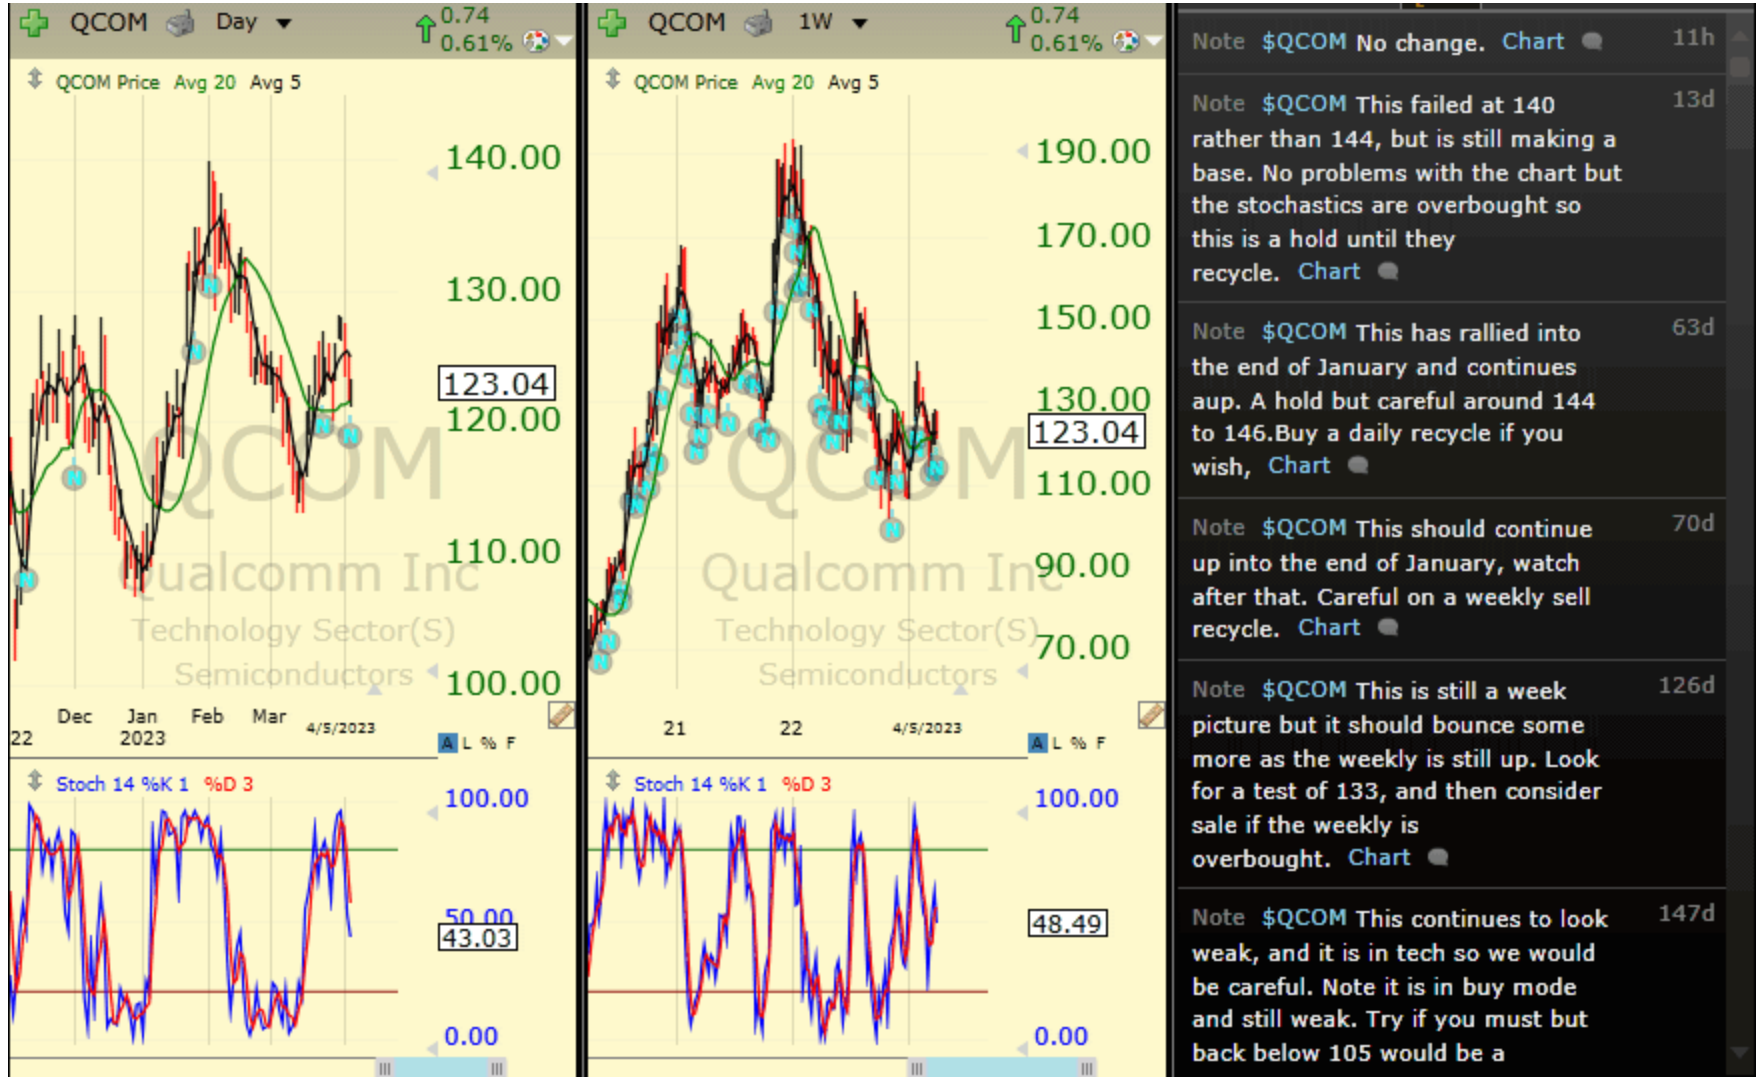 QCOM Day
0.74
0.61%
QCOM Price Avg 20 Avg 5
140.00
130.00
123.04
120.00
110.00
100.00
QCOM
Qualcomm Inc
Technology Sector(S)
Semiconductors
Dec Jan Feb Mar 4/5/2023
22 2023
A L % F
Stoch 14 %K 1 %D 3
100.00
50.00
43.03
0.00
QCOM 1W
0.74
0.61%
QCOM Price Avg 20 Avg 5
190.00
170.00
150.00
130.00
123.04
110.00
90.00
70.00
QCOM
Qualcomm Inc
Technology Sector(S)
Semiconductors
21 22 4/5/2023
A L % F
Stoch 14 %K 1 %D 3
100.00
48.49
0.00
Note $QCOM No change. Chart 11h
Note $QCOM This failed at 140 13d
rather than 144, but is still making a
base. No problems with the chart but
the stochastics are overbought so
this is a hold until they
recycle. Chart
Note $QCOM This has rallied into 63d
the end of January and continues
aup. A hold but careful around 144
to 146.Buy a daily recycle if you
wish, Chart
Note $QCOM This should continue 70d
up into the end of January, watch
after that. Careful on a weekly sell
recycle. Chart
Note $QCOM This is still a week 126d
picture but it should bounce some
more as the weekly is still up. Look
for a test of 133, and then consider
sale if the weekly is
overbought. Chart
Note $QCOM This continues to look 147d
weak, and it is in tech so we would
be careful. Note it is in buy mode
and still weak. Try if you must but
back below 105 would be a